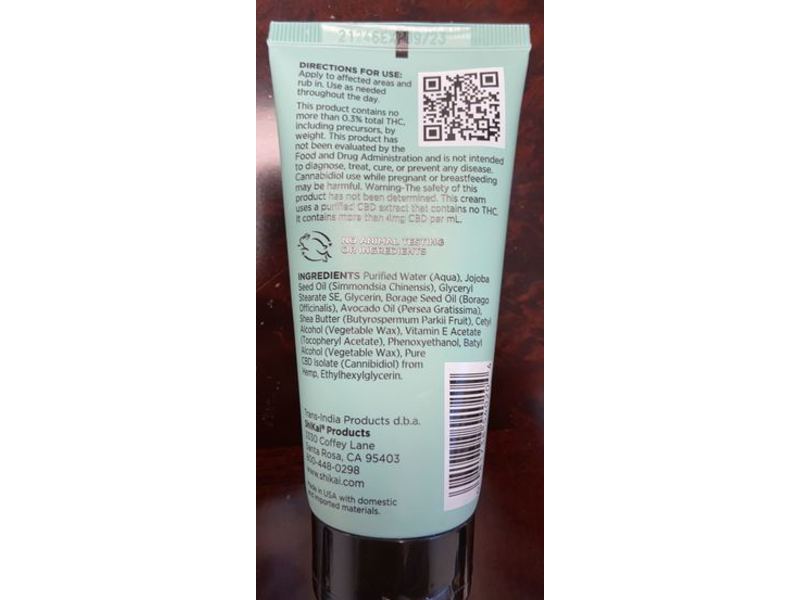 DIRECTIONS FOR USE:
Apply to affected areas and
rub in. Use as needed
throughout the day.
This product contains no
more than 0.3% total THC,
including precursors, by
weight. This product has
not been evaluated by the
Food and Drug Administration and is not intended
to diagnose, treat, cure, or prevent any disease.
Cannabidiol use while pregnant or breastfeeding
may be harmful. Warning-The safety of this
product has not been determined. This cream
uses a purified CBD extract that contains no THC.
It contains more than 4mg CBD per mL.
NO ANIMAL TESTING
OR INGREDIENTS
INGREDIENTS Purified Water (Aqua), Jojoba
Seed Oil (Simmondsia Chinensis), Glyceryl
Stearate SE, Glycerin, Borage Seed Oil (Borago
Officinalis), Avocado Oil (Persea Gratissima),
Shea Butter (Butyrospermum Parkii Fruit), Cetyl
Alcohol (Vegetable Wax), Vitamin E Acetate
(Tocopheryl Acetate), Phenoxyethanol, Batyl
Alcohol (Vegetable Wax), Pure
CBD Isolate (Cannibidiol) from
Hemp, Ethylhexylglycerin.
Trans-India Products d.b.a.
ShiKai® Products
3330 Coffey Lane
Santa Rosa, CA 95403
800-448-0298
www.shikai.com
Made in USA with domestic
and imported materials.